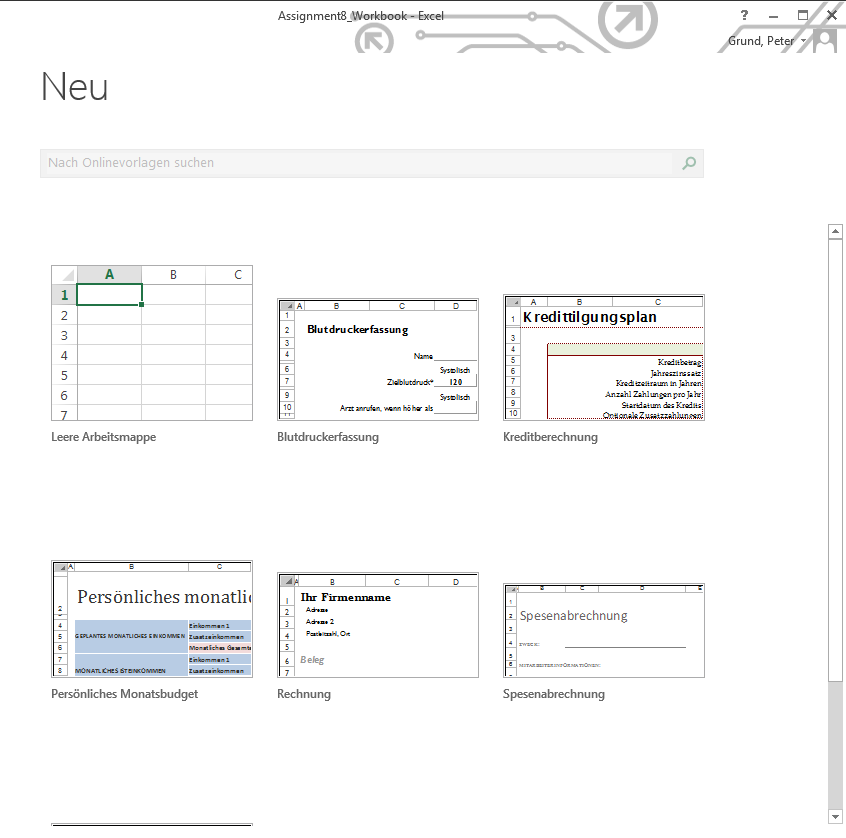 Assignment8_Workbook - Excel
?
Grund, Peter
Neu
Nach Onlinevorlagen suchen
A B C
1
2
3
4
5
6
7
Leere Arbeitsmappe
A B C D
1
2 Blutdruckerfassung
3
4 Name
6 Systolisch
7 Zielblutdruck* 120
9 Systolisch
10 Arzt anrufen, wenn höher als
Blutdruckerfassung
A B C
1 Kredittilgungsplan
3
4
5 Kreditbetrag
6 Jahreszinssatz
7 Kreditzeitraum in Jahren
8 Anzahl Zahlungen pro Jahr
9 Startdatum des Kredits
10 Optionale Zusatzzahlungen
Kreditberechnung
A B C
2 Persönliches monatli
4 Einkommen 1
5 GEPLANTES MONATLICHES EINKOMMEN Zusatzeinkommen
6 Monatliches Gesamte
7 Einkommen 1
8 MONATLICHES IST-EINKOMMEN Zusatzeinkommen
Persönliches Monatsbudget
A B C D
1 Ihr Firmenname
2 Adresse
3 Adresse 2
4 Postleitzahl, Ort
5
6 Beleg
7
Rechnung
B C D E
1
2 Spesenabrechnung
3
4 ZWECK:
5
6 MITARBEITERINFORMATIONEN:
Spesenabrechnung